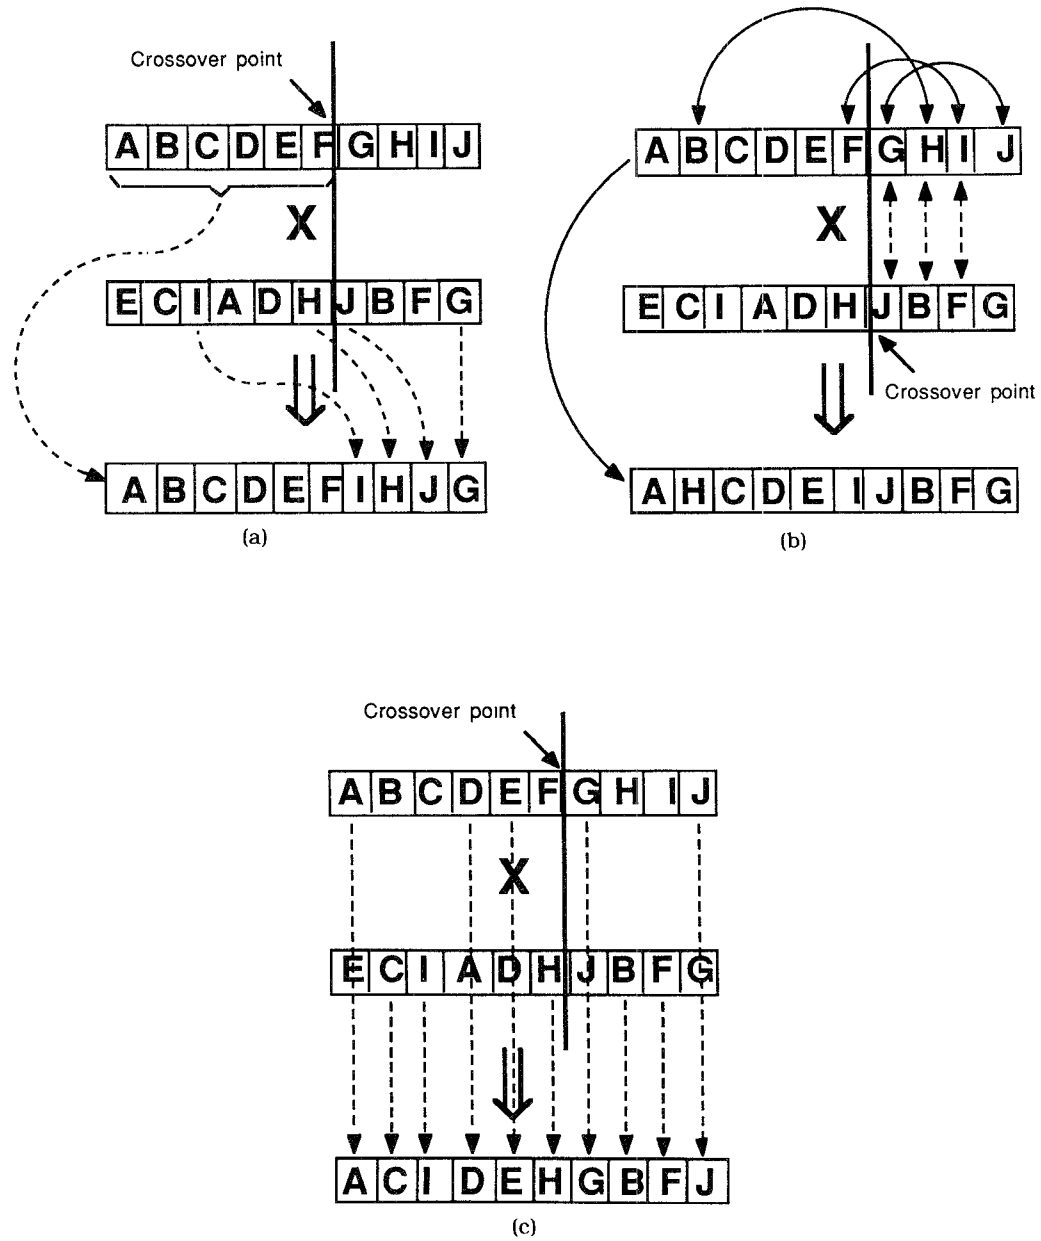 Crossover point
ABCDEFGHIJ
X
ECIADHJBFG
ABCDEFIHJG
(a)
ABCDEFGHIJ
X
ECIADHJBFG
Crossover point
AHCDEIJBFG
(b)
Crossover point
ABCDEFGHIJ
X
ECIADHJBFG
ACIDEHGBFJ
(c)